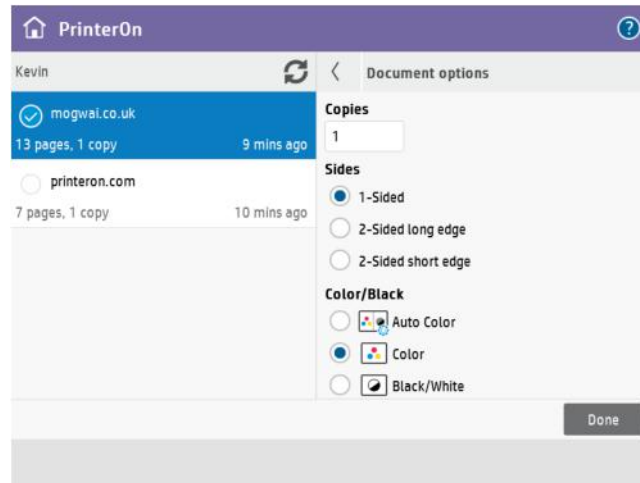 PrinterOn
?
Kevin
mogwai.co.uk
13 pages, 1 copy 9 mins ago
printeron.com
7 pages, 1 copy 10 mins ago
Document options
Copies
1
Sides
1-Sided
2-Sided long edge
2-Sided short edge
Color/Black
Auto Color
Color
Black/White
Done